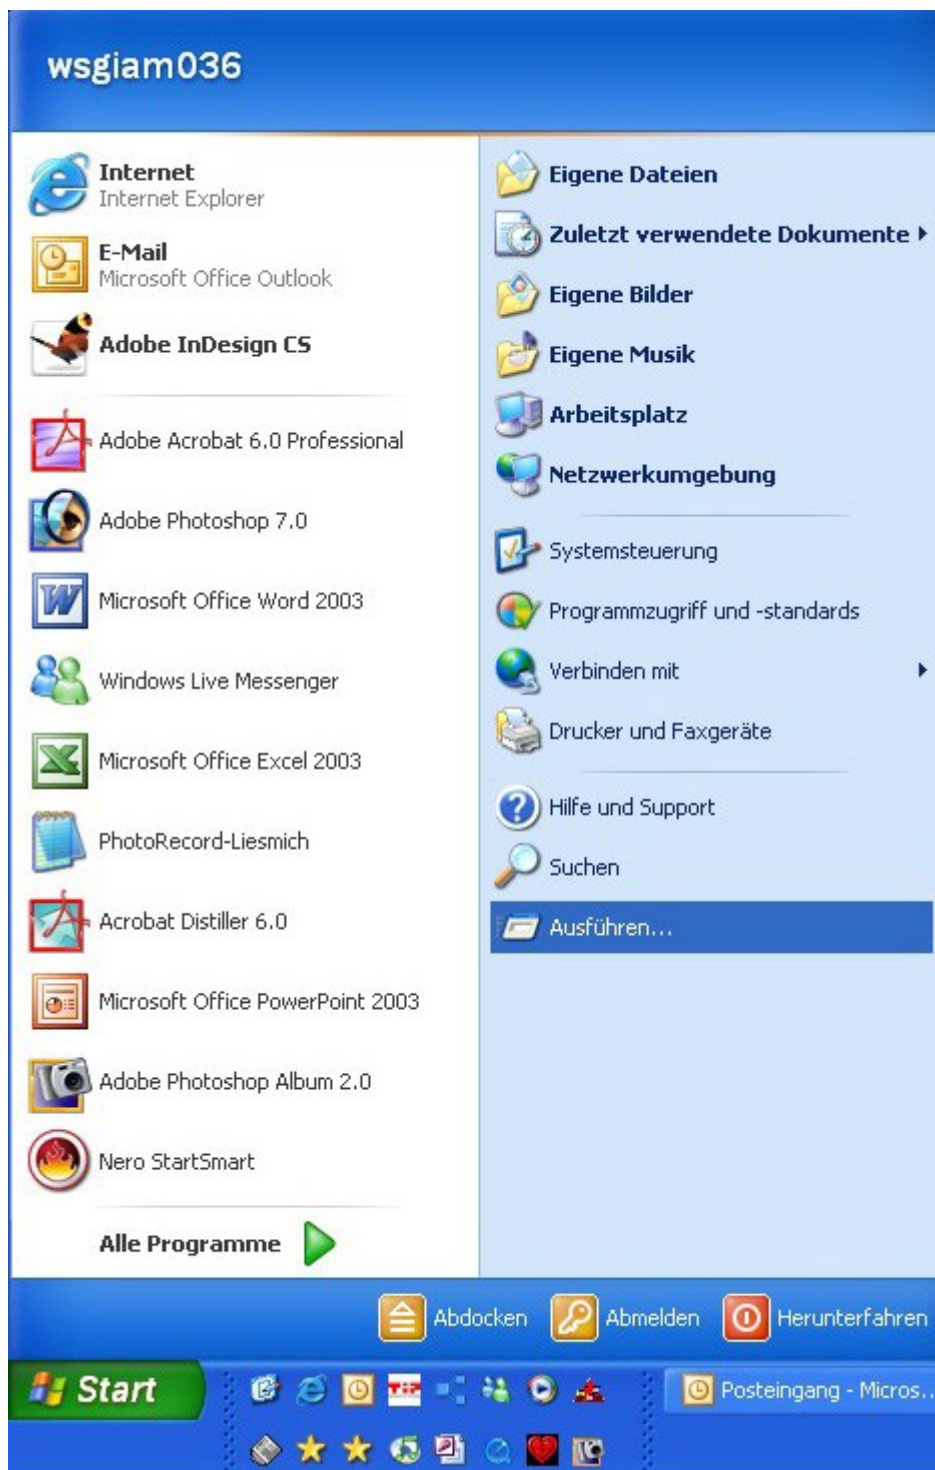 wsgiam036
Internet
Internet Explorer
E-Mail
Microsoft Office Outlook
Adobe InDesign CS
Adobe Acrobat 6.0 Professional
Adobe Photoshop 7.0
Microsoft Office Word 2003
Windows Live Messenger
Microsoft Office Excel 2003
PhotoRecord-Liesmich
Acrobat Distiller 6.0
Microsoft Office PowerPoint 2003
Adobe Photoshop Album 2.0
Nero StartSmart
Alle Programme
Eigene Dateien
Zuletzt verwendete Dokumente
Eigene Bilder
Eigene Musik
Arbeitsplatz
Netzwerkumgebung
Systemsteuerung
Programmzugriff und -standards
Verbinden mit
Drucker und Faxgeräte
Hilfe und Support
Suchen
Ausführen...
Abdocken
Abmelden
Herunterfahren
Start
Posteingang - Micros..